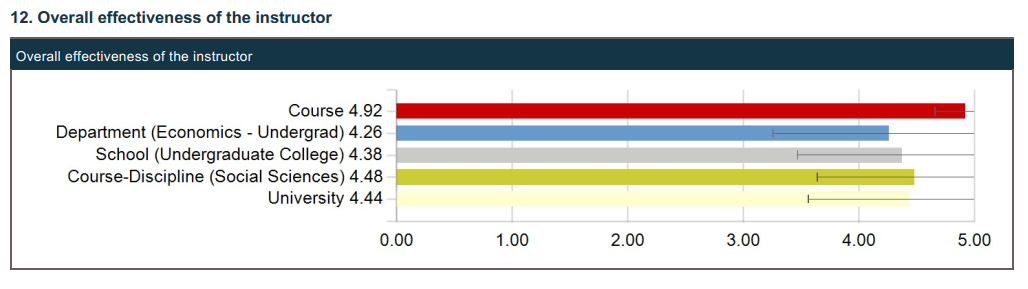 12. Overall effectiveness of the instructor
Overall effectiveness of the instructor
Course 4.92
Department (Economics - Undergrad) 4.26
School (Undergraduate College) 4.38
Course-Discipline (Social Sciences) 4.48
University 4.44
0.00 1.00 2.00 3.00 4.00 5.00